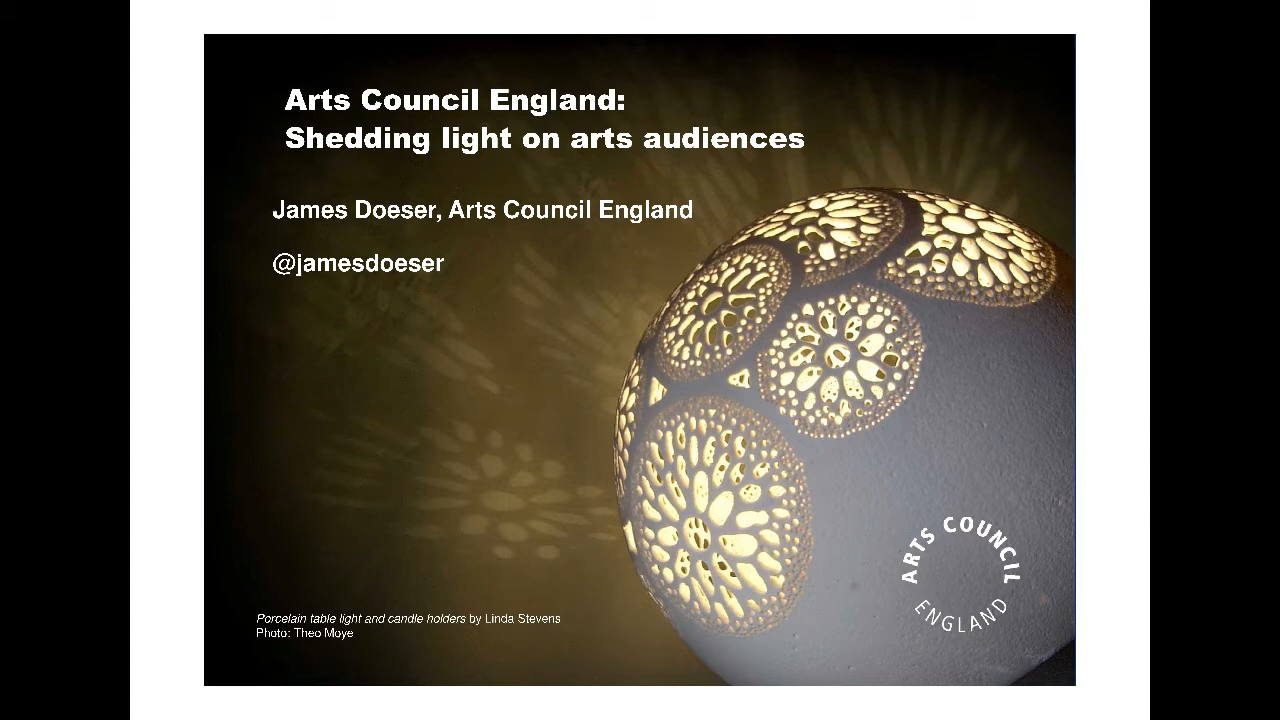 Arts Council England:
Shedding light on arts audiences
James Doeser, Arts Council England
@jamesdoeser
Porcelain table light and candle holders by Linda Stevens
Photo: Theo Moye
ARTS COUNCIL
ENGLAND